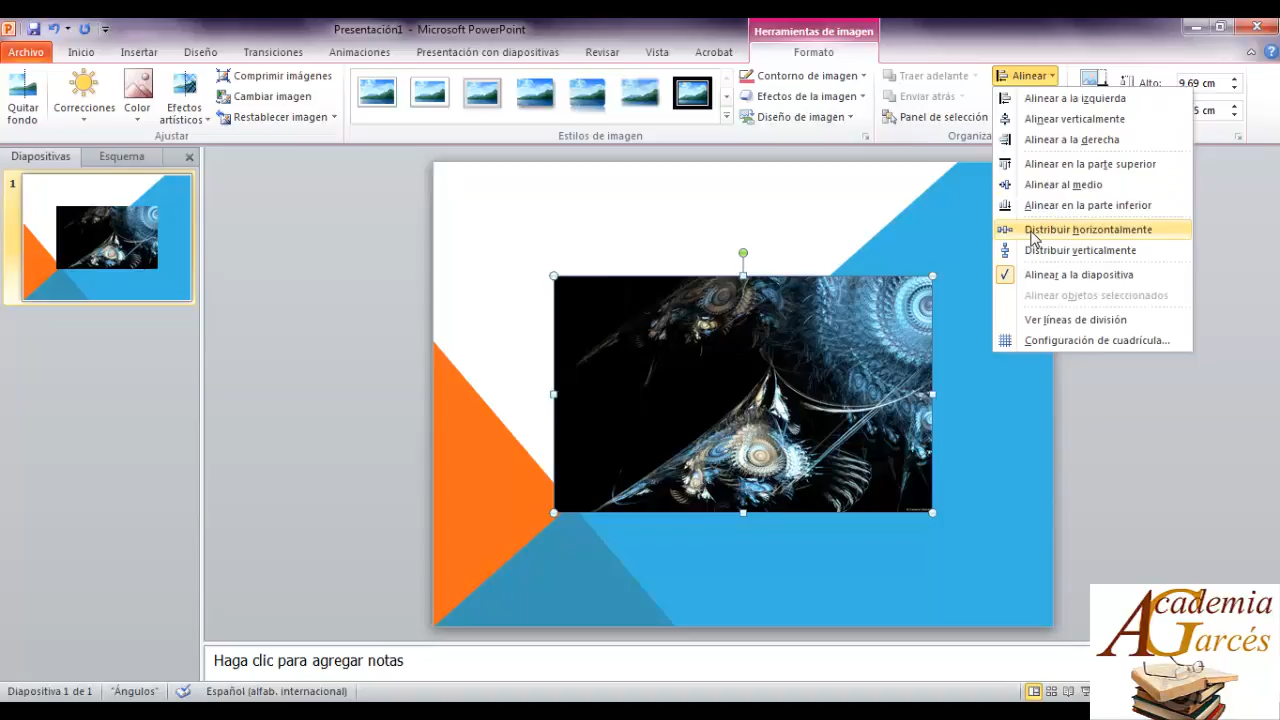 Presentación1 - Microsoft PowerPoint
Herramientas de imagen
Archivo Inicio Insertar Diseño Transiciones Animaciones Presentación con diapositivas Revisar Vista Acrobat Formato
Quitar fondo
Correcciones
Color
Efectos artísticos
Comprimir imágenes
Cambiar imagen
Restablecer imagen
Ajustar
Estilos de imagen
Contorno de imagen
Efectos de la imagen
Diseño de imagen
Traer adelante
Enviar atrás
Panel de selección
Organiza
Alinear
Alto: 9.69 cm
5 cm
Alinear a la izquierda
Alinear verticalmente
Alinear a la derecha
Alinear en la parte superior
Alinear al medio
Alinear en la parte inferior
Distribuir horizontalmente
Distribuir verticalmente
Alinear a la diapositiva
Alinear objetos seleccionados
Ver líneas de división
Configuración de cuadrícula...
Diapositivas Esquema
1
Haga clic para agregar notas
Diapositiva 1 de 1 "Ángulos" Español (alfab. internacional)
Academia
Garcés